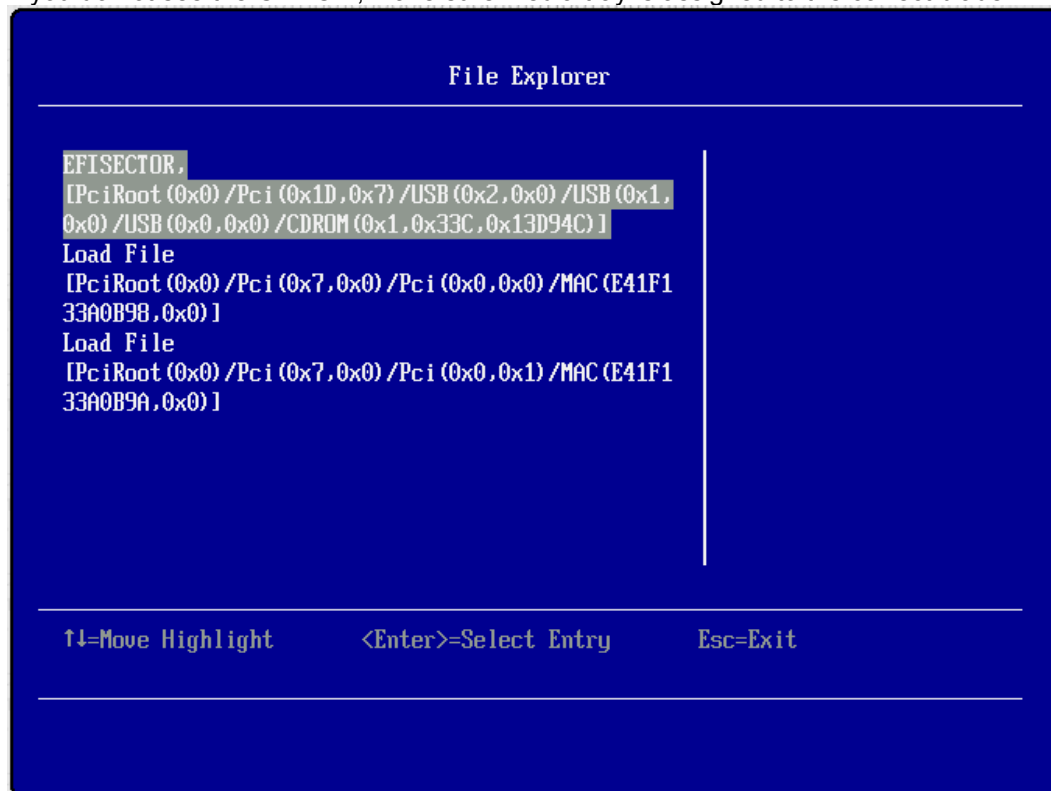 File Explorer
EFISECTOR,
[PciRoot(0x0)/Pci(0x1D,0x7)/USB(0x2,0x0)/USB(0x1,
0x0)/USB(0x0,0x0)/CDROM(0x1,0x33C,0x13D94C)]
Load File
[PciRoot(0x0)/Pci(0x7,0x0)/Pci(0x0,0x0)/MAC(E41F1
33A0B98,0x0)]
Load File
[PciRoot(0x0)/Pci(0x7,0x0)/Pci(0x0,0x1)/MAC(E41F1
33A0B9A,0x0)]
↑↓=Move Highlight <Enter>=Select Entry Esc=Exit